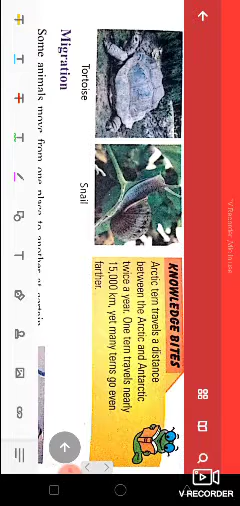 V Recorder
Tortoise
Snail
KNOWLEDGE BITES
Arctic tern travels a distance
between the Arctic and Antarctic
twice a year. One tern travels nearly
15,000 km, yet many terns go even
farther.
Migration
Some animals move from one place to another at certain
V-RECORDER